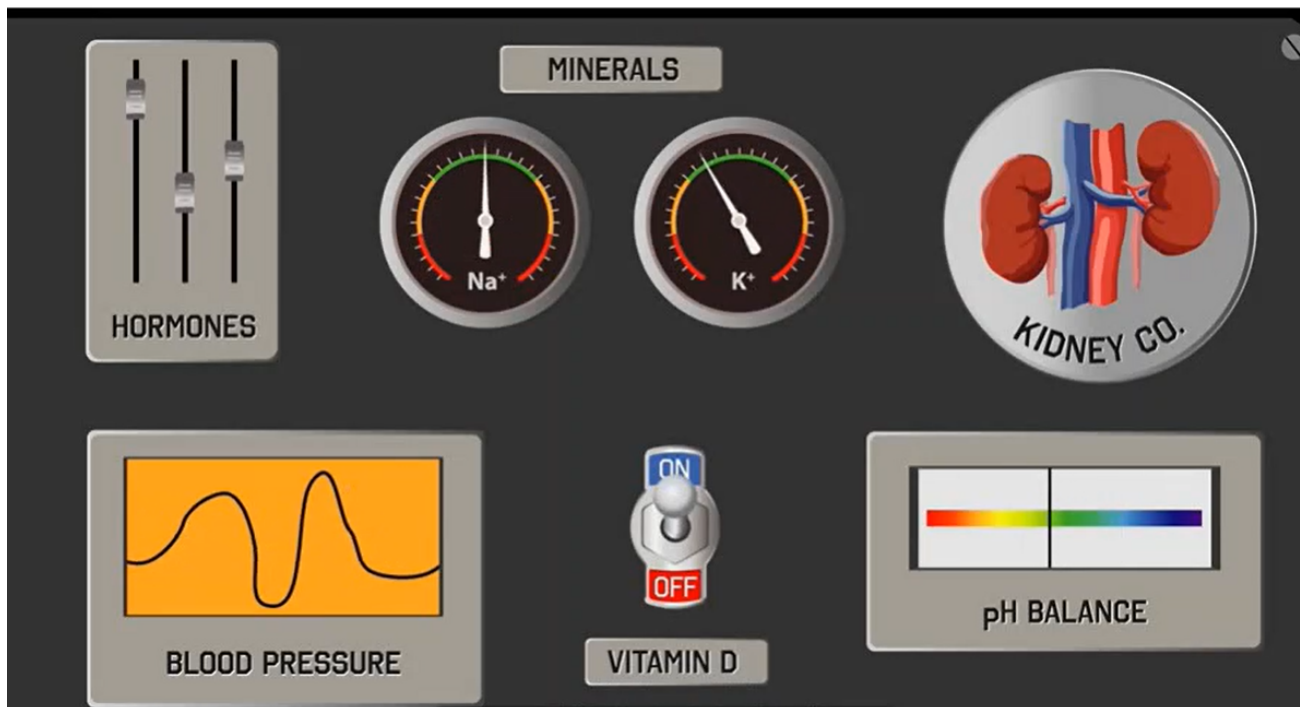 MINERALS
Na⁺
K⁺
HORMONES
KIDNEY CO.
ON
OFF
BLOOD PRESSURE
VITAMIN D
pH BALANCE